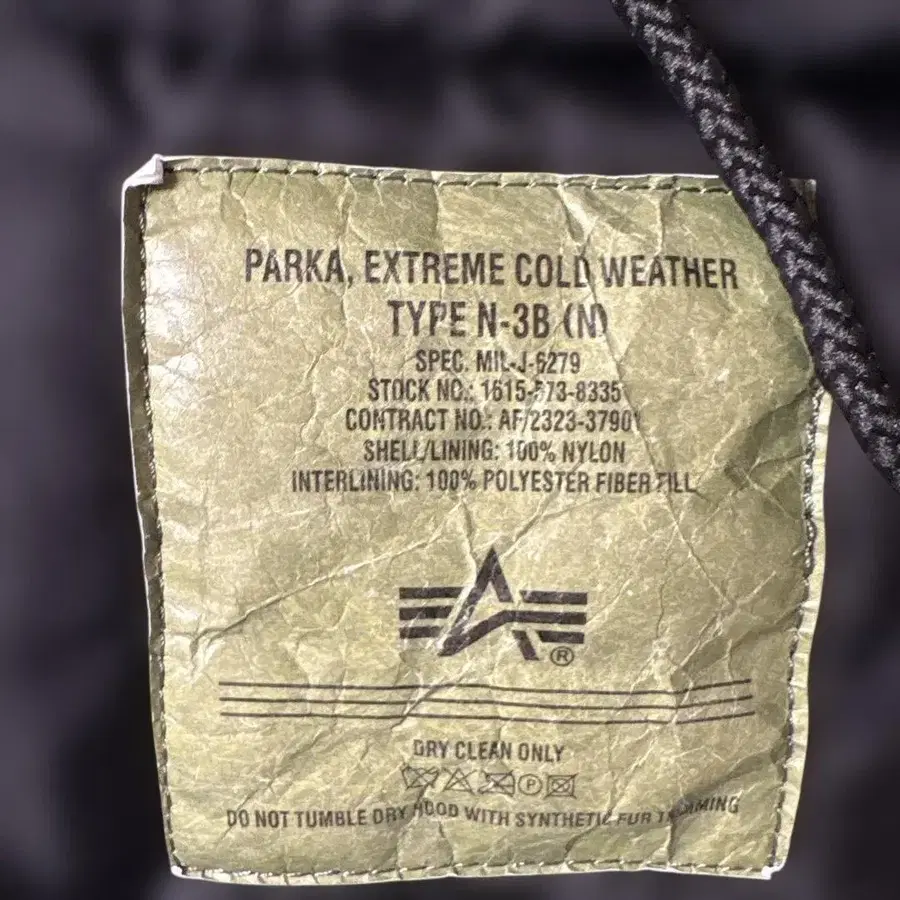 PARKA, EXTREME COLD WEATHER
TYPE N-3B (N)
SPEC. MIL-J-6279
STOCK NO.: 1615-573-8335
CONTRACT NO.: AF/2323-37901
SHELL/LINING: 100% NYLON
INTERLINING: 100% POLYESTER FIBER FILL
®
DRY CLEAN ONLY
P
DO NOT TUMBLE DRY HOOD WITH SYNTHETIC FUR TRIMMING